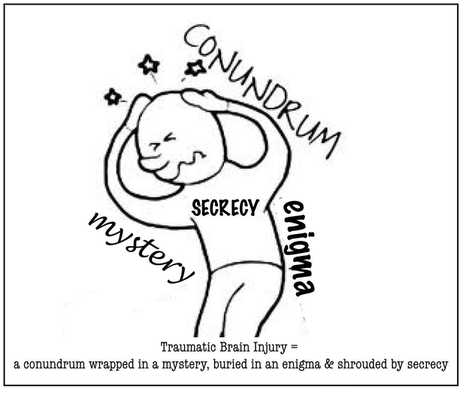 CONUNDRUM
SECRECY
mystery
enigma
Traumatic Brain Injury =
a conundrum wrapped in a mystery, buried in an enigma & shrouded by secrecy